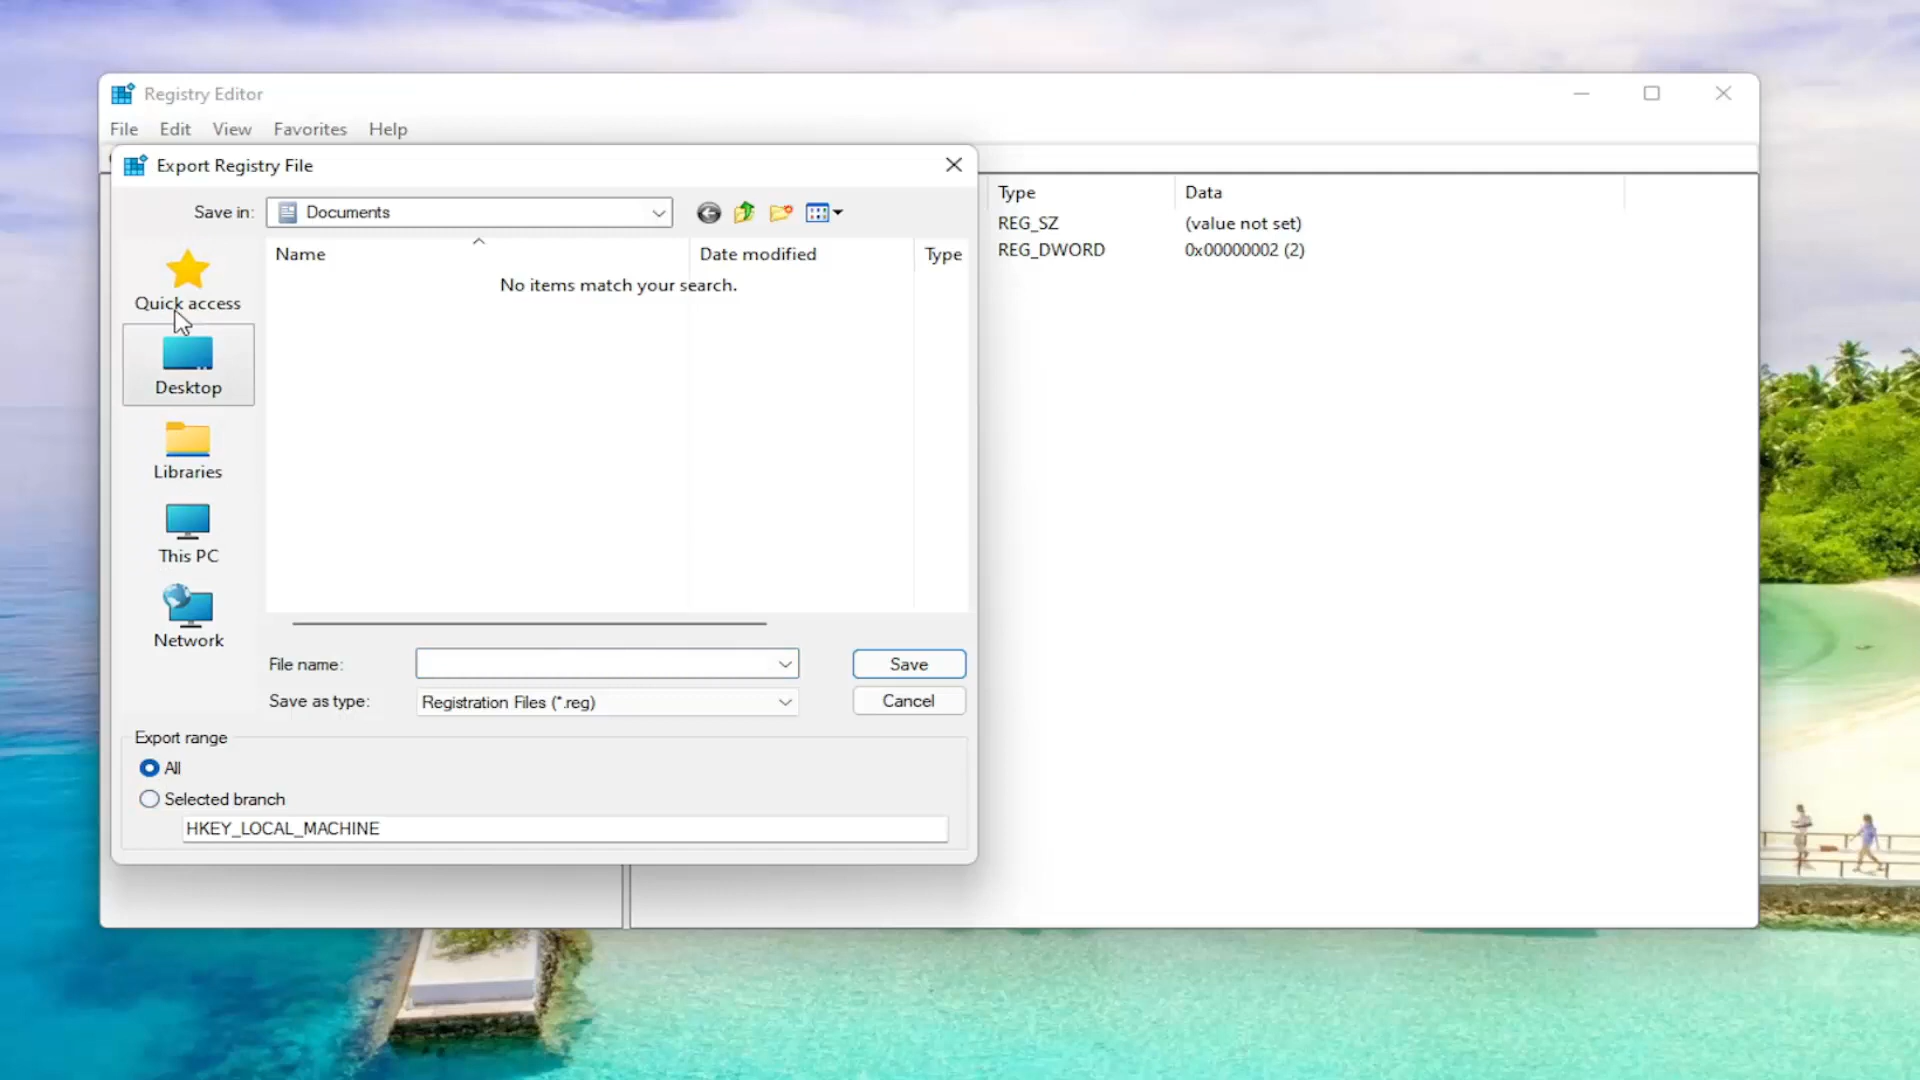 Registry Editor
File Edit View Favorites Help
Export Registry File
Save in: Documents
Type Data
REG_SZ (value not set)
REG_DWORD 0x00000002 (2)
Name Date modified Type
No items match your search.
Quick access
Desktop
Libraries
This PC
Network
File name: Save
Save as type: Registration Files (*.reg) Cancel
Export range
All
Selected branch
HKEY_LOCAL_MACHINE